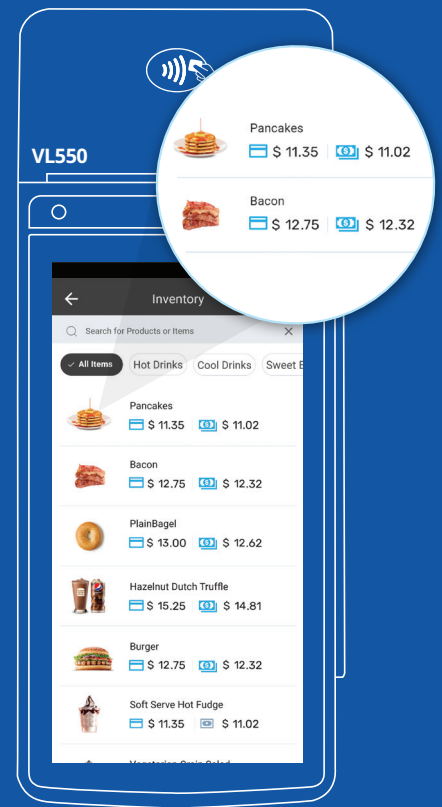 VL550
Pancakes
$ 11.35 $ 11.02
Bacon
$ 12.75 $ 12.32
Inventory
Search for Products or Items
All Items Hot Drinks Cool Drinks Sweet
Pancakes
$ 11.35 $ 11.02
Bacon
$ 12.75 $ 12.32
PlainBagel
$ 13.00 $ 12.62
Hazelnut Dutch Truffle
$ 15.25 $ 14.81
Burger
$ 12.75 $ 12.32
Soft Serve Hot Fudge
$ 11.35 $ 11.02